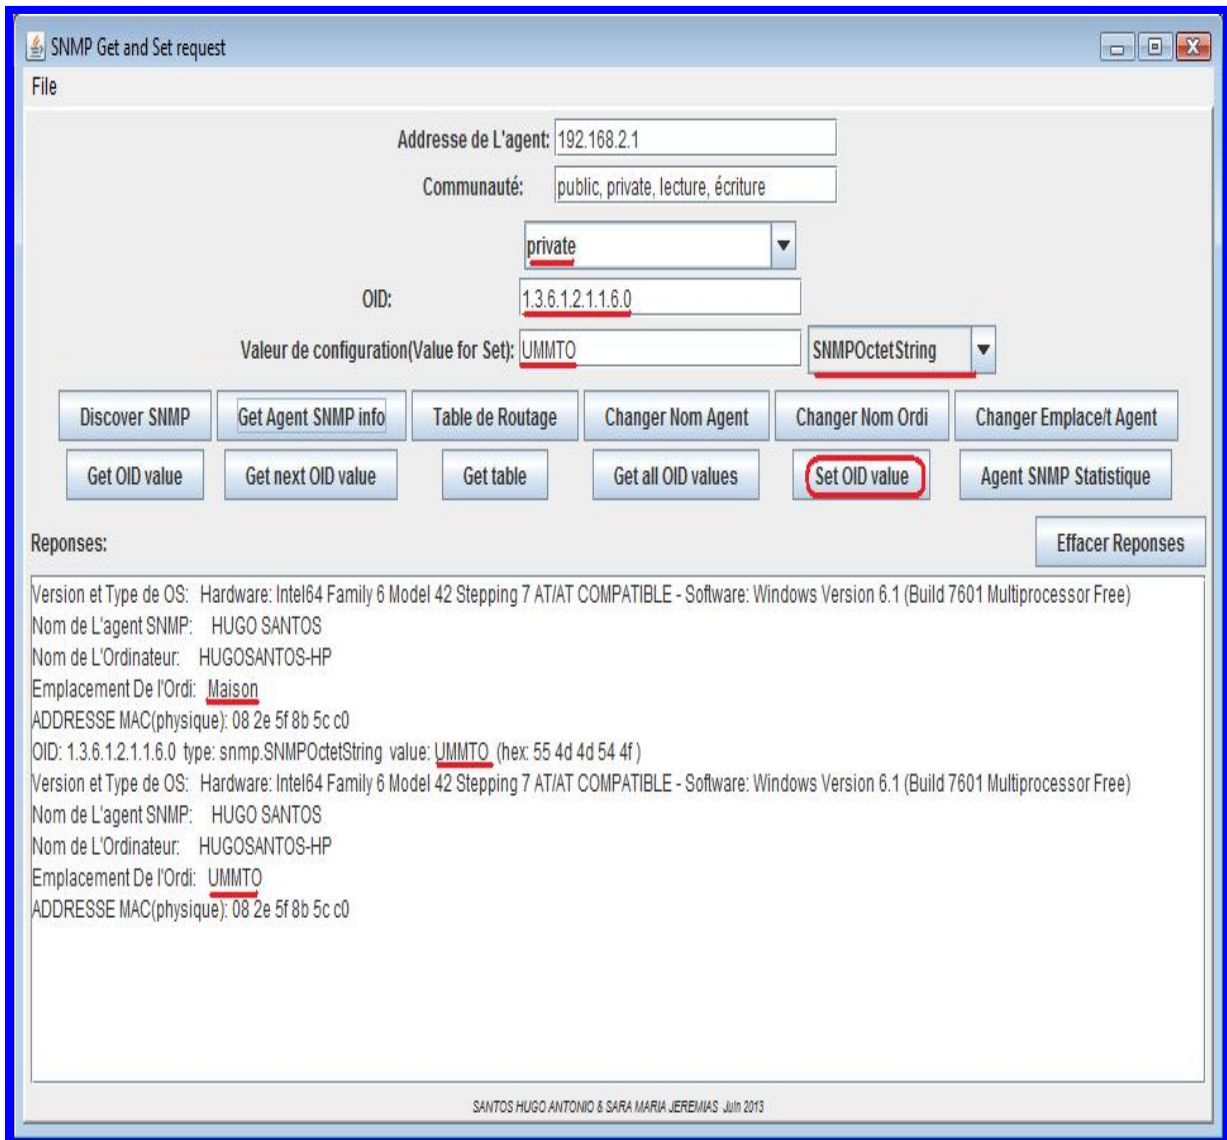 SNMP Get and Set request
File
Addresse de L'agent: 192.168.2.1
Communauté: public, private, lecture, écriture
private
OID: 1.3.6.1.2.1.1.6.0
Valeur de configuration(Value for Set): UMMTO SNMPOctetString
Discover SNMP Get Agent SNMP info Table de Routage Changer Nom Agent Changer Nom Ordi Changer Emplace/t Agent
Get OID value Get next OID value Get table Get all OID values Set OID value Agent SNMP Statistique
Reponses: Effacer Reponses
Version et Type de OS: Hardware: Intel64 Family 6 Model 42 Stepping 7 AT/AT COMPATIBLE - Software: Windows Version 6.1 (Build 7601 Multiprocessor Free)
Nom de L'agent SNMP: HUGO SANTOS
Nom de L'Ordinateur: HUGOSANTOS-HP
Emplacement De l'Ordi: Maison
ADDRESSE MAC(physique): 08 2e 5f 8b 5c c0
OID: 1.3.6.1.2.1.1.6.0 type: snmp.SNMPOctetString value: UMMTO (hex: 55 4d 4d 54 4f )
Version et Type de OS: Hardware: Intel64 Family 6 Model 42 Stepping 7 AT/AT COMPATIBLE - Software: Windows Version 6.1 (Build 7601 Multiprocessor Free)
Nom de L'agent SNMP: HUGO SANTOS
Nom de L'Ordinateur: HUGOSANTOS-HP
Emplacement De l'Ordi: UMMTO
ADDRESSE MAC(physique): 08 2e 5f 8b 5c c0
SANTOS HUGO ANTONIO & SARA MARIA JEREMIAS Juin 2013